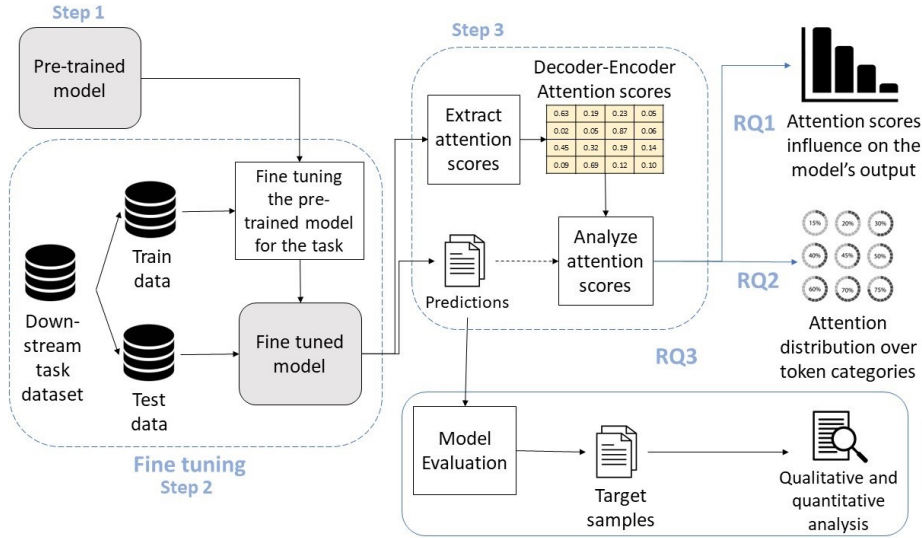 Step 1
Pre-trained
model
Down-
stream
task
dataset
Train
data
Test
data
Fine tuning
the pre-
trained model
for the task
Fine tuned
model
Fine tuning
Step 2
Step 3
Extract
attention
scores
Decoder-Encoder
Attention scores
0.63 0.19 0.23 0.05
0.02 0.05 0.87 0.06
0.45 0.32 0.19 0.14
0.09 0.69 0.12 0.10
Predictions
Analyze
attention
scores
RQ1
Attention scores
influence on the
model's output
RQ2
15% 20% 30%
40% 45% 50%
60% 70% 75%
Attention
distribution over
token categories
RQ3
Model
Evaluation
Target
samples
Qualitative and
quantitative
analysis